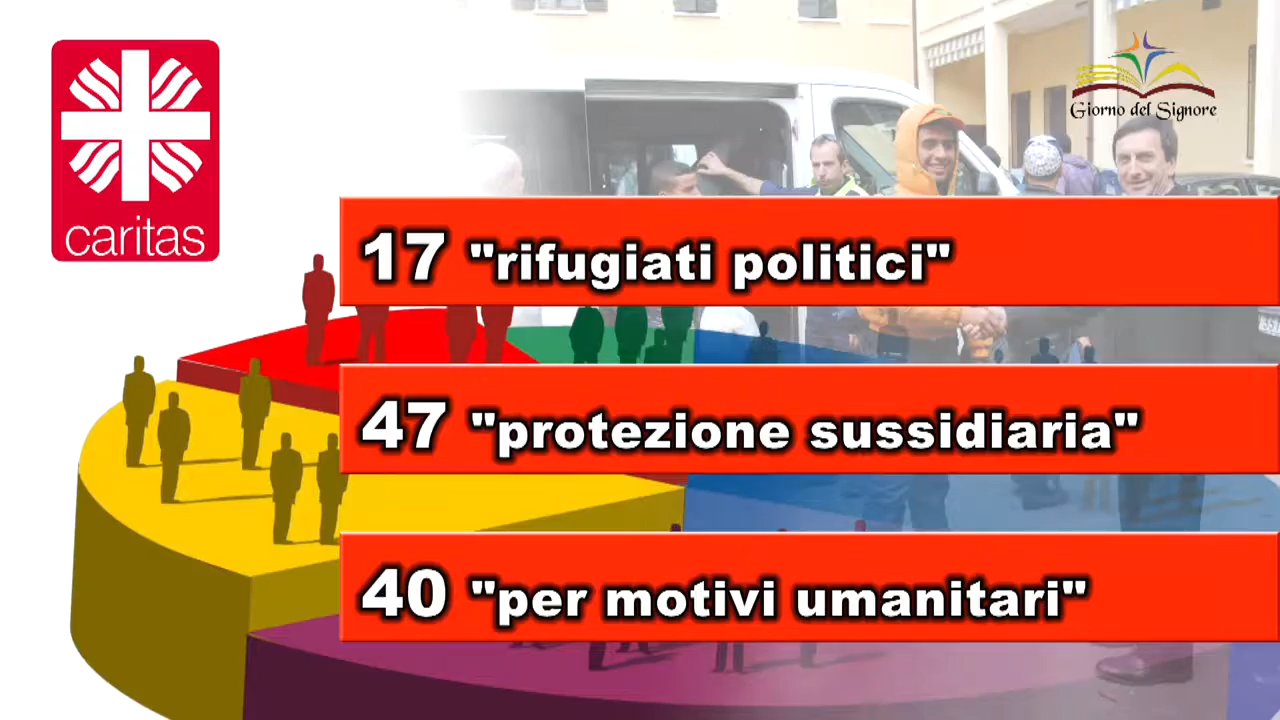 caritas
Giorno del Signore
17 "rifugiati politici"
47 "protezione sussidiaria"
40 "per motivi umanitari"